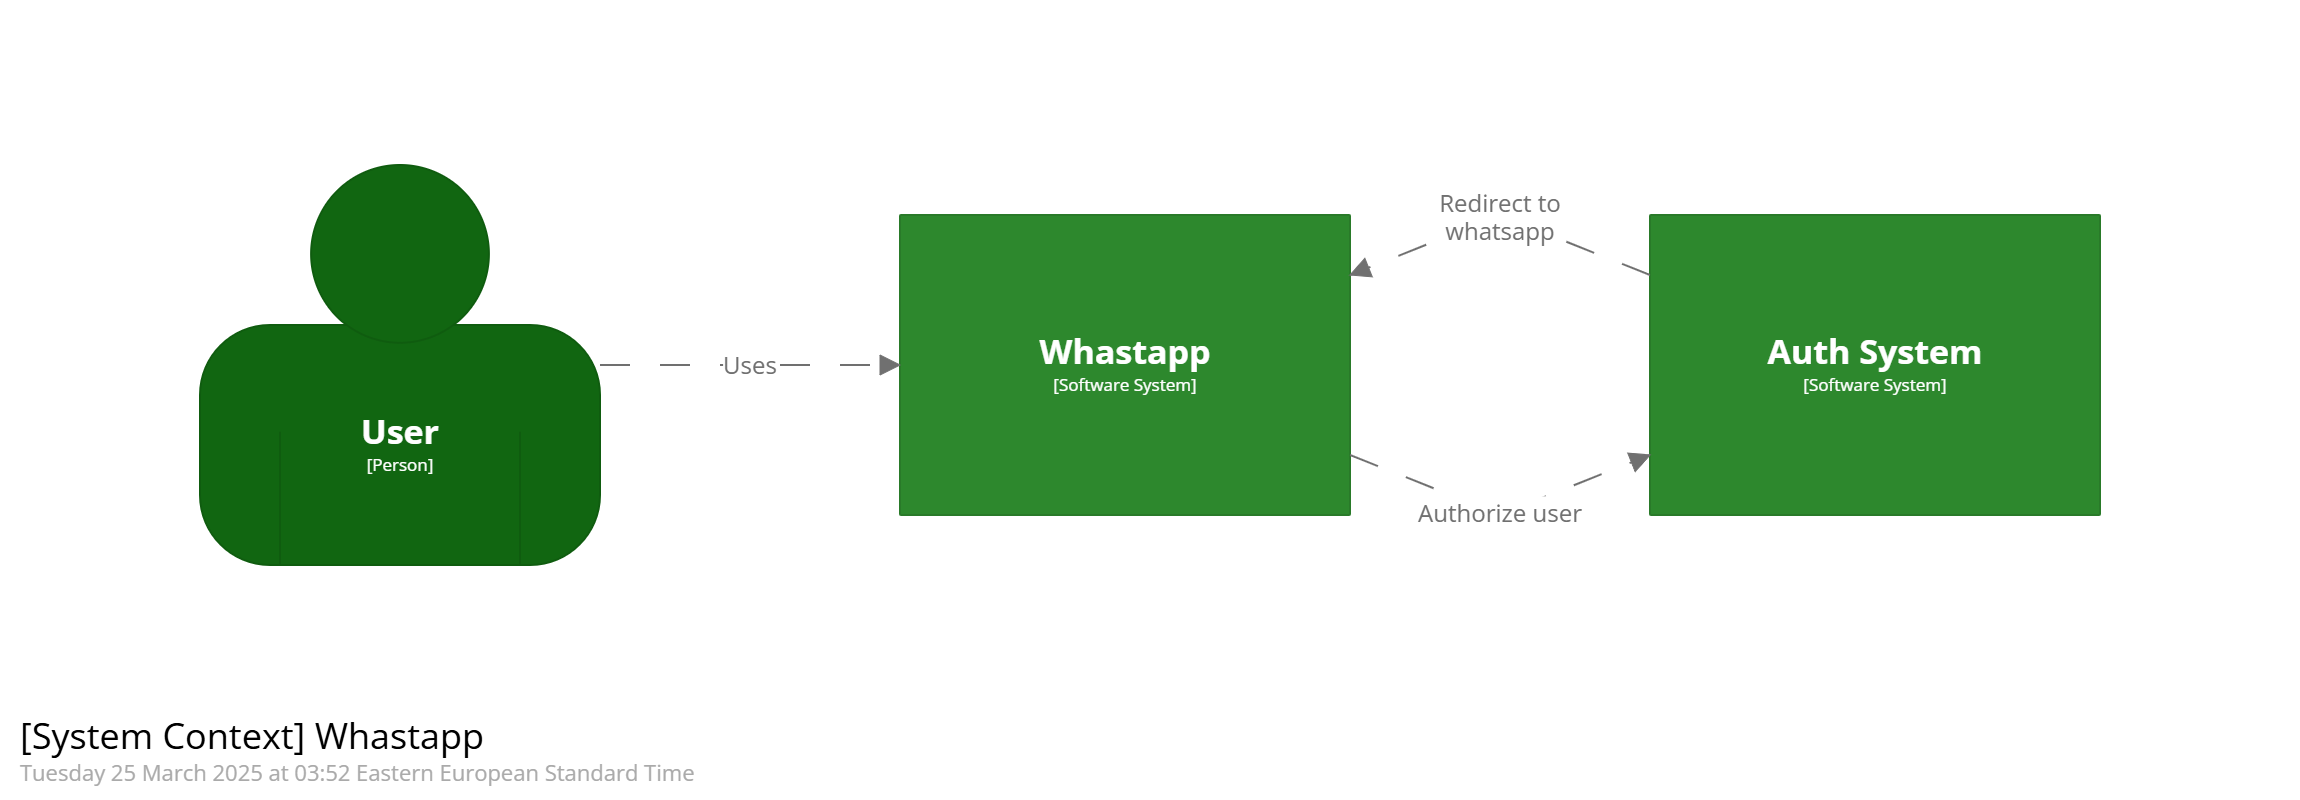 User
[Person]
Uses
Whastapp
[Software System]
Redirect to
whatsapp
Authorize user
Auth System
[Software System]
[System Context] Whastapp
Tuesday 25 March 2025 at 03:52 Eastern European Standard Time